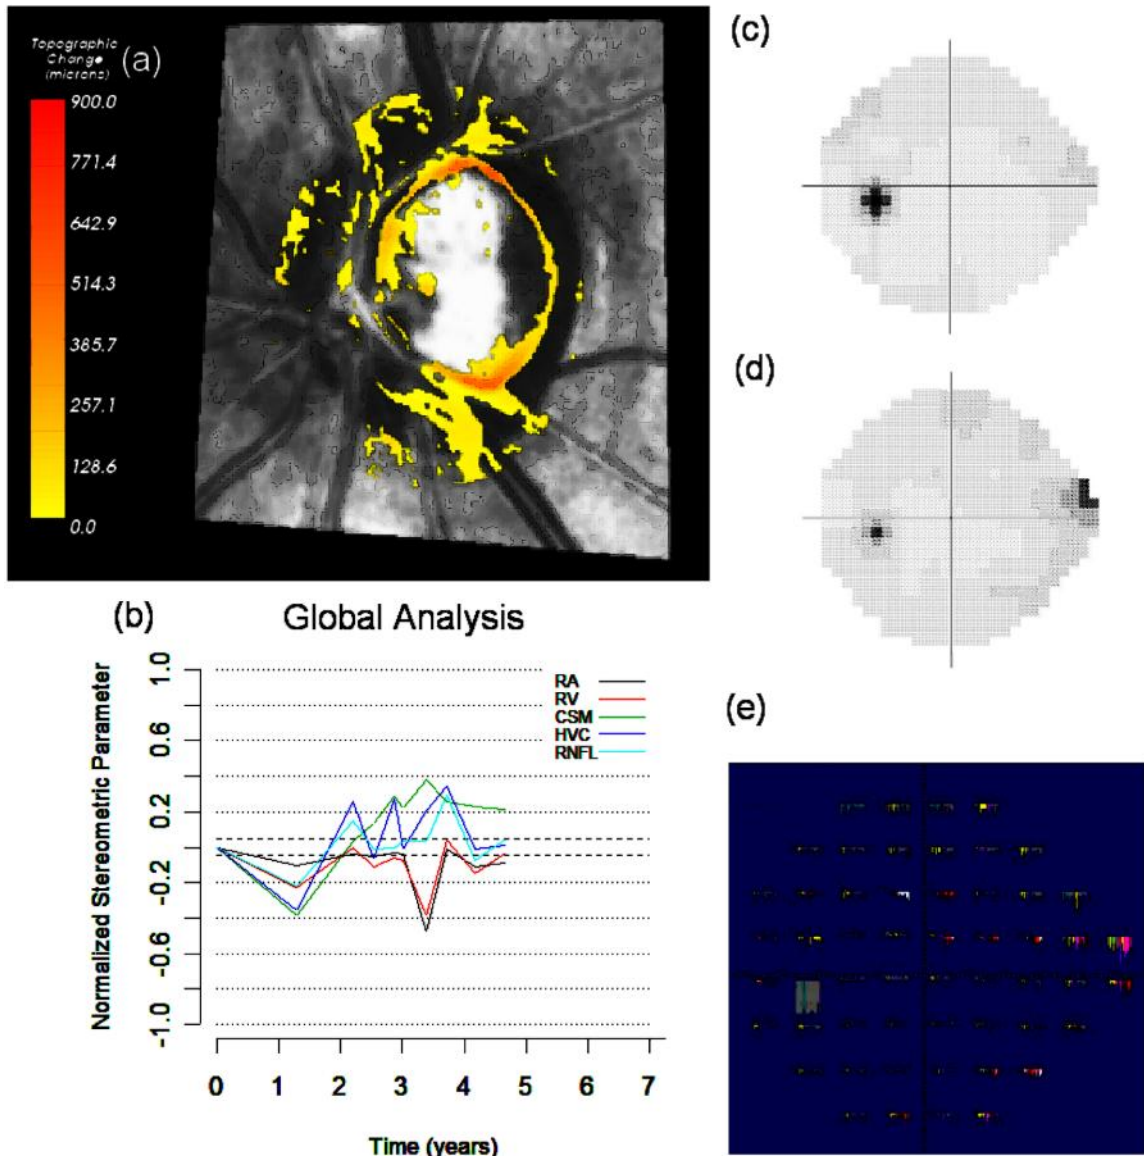 Topographic
Change
(microns)
(a)
900.0
771.4
642.9
514.3
385.7
257.1
128.6
0.0
(b)
Global Analysis
Normalized Stereometric Parameter
1.0
0.6
0.2
-0.2
-0.6
-1.0
RA
RV
CSM
HVC
RNFL
0 1 2 3 4 5 6 7
Time (years)
(c)
(d)
(e)